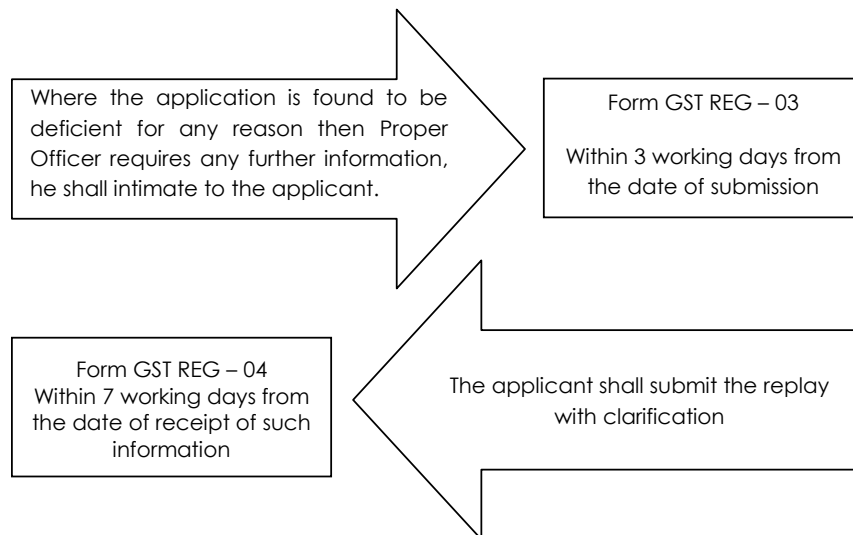 Where the application is found to be
deficient for any reason then Proper
Officer requires any further information,
he shall intimate to the applicant.
Form GST REG – 03
Within 3 working days from
the date of submission
Form GST REG – 04
Within 7 working days from
the date of receipt of such
information
The applicant shall submit the replay
with clarification